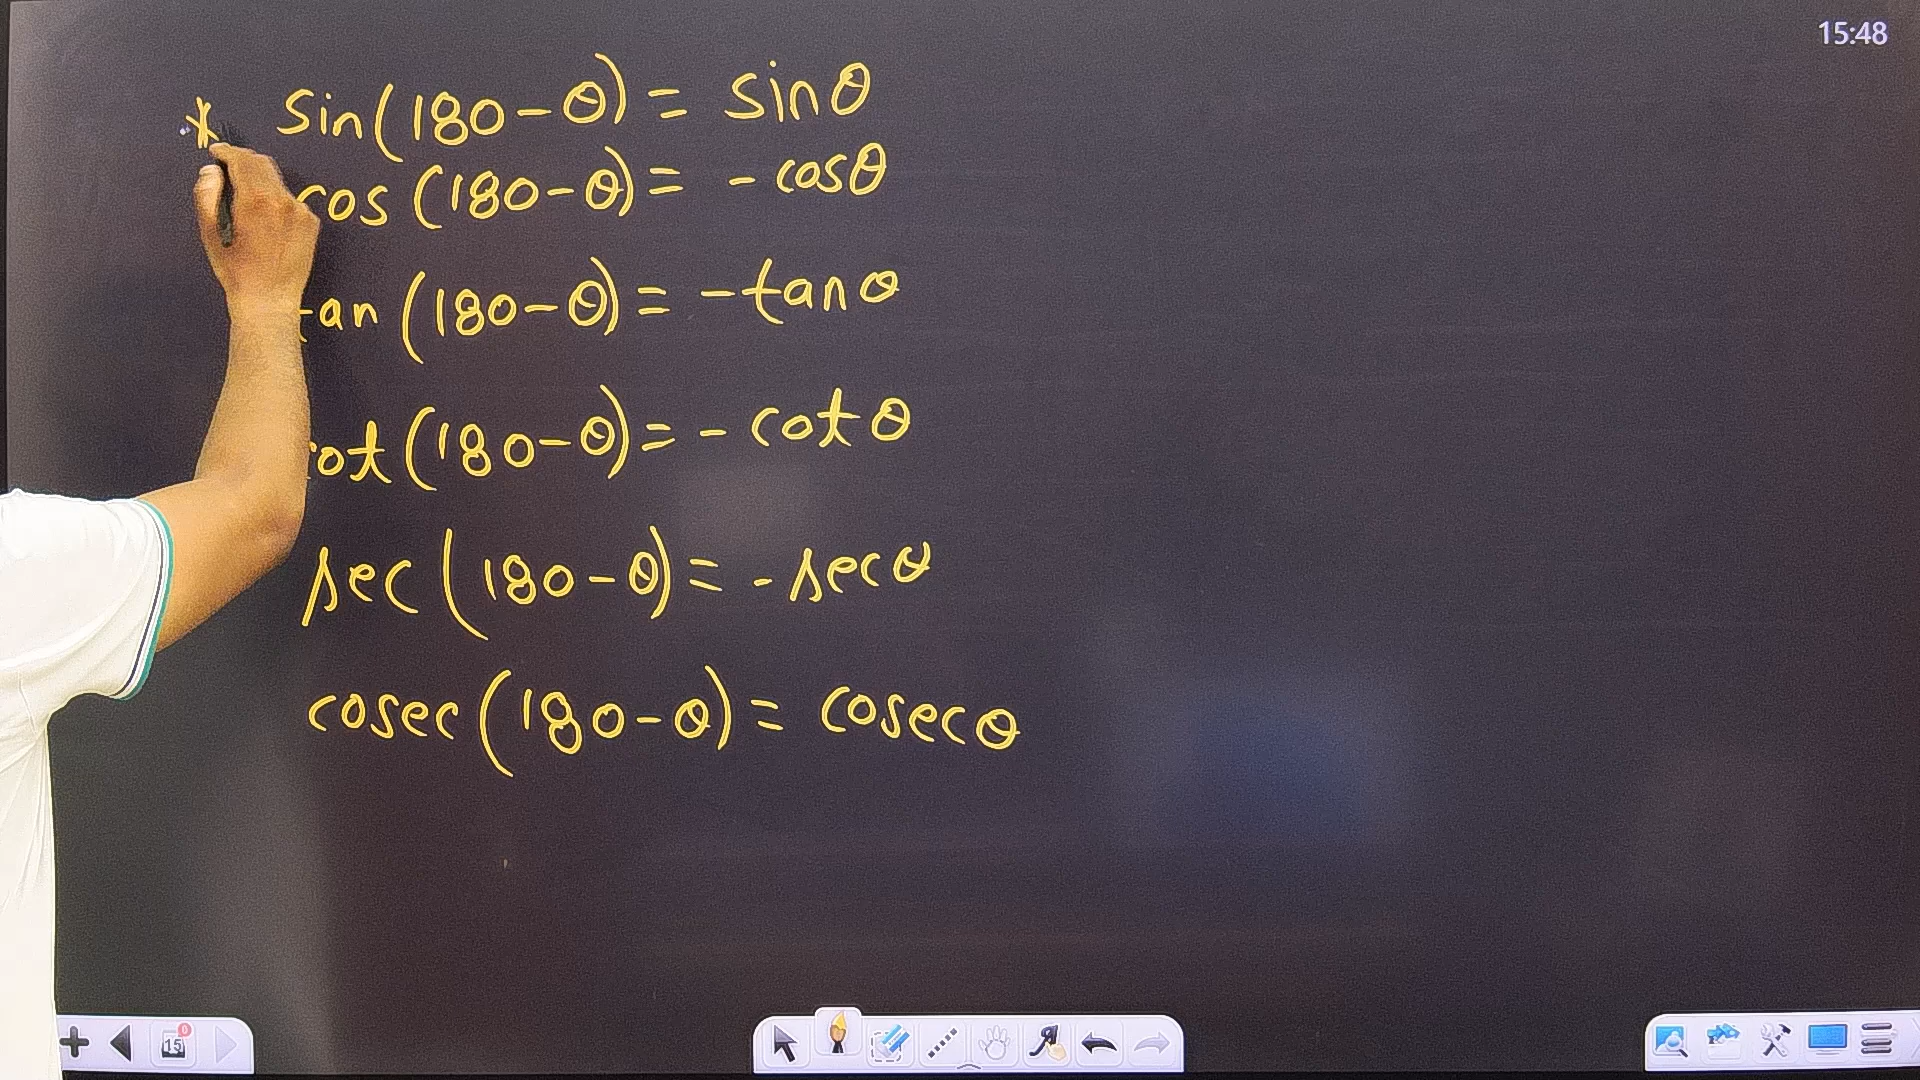 15:48
* sin(180-θ) = sinθ
cos (180-θ) = - cosθ
tan (180-θ) = -tanθ
cot (180-θ) = - cotθ
sec (180-θ) = - secθ
cosec (180-θ) = cosecθ
15
0